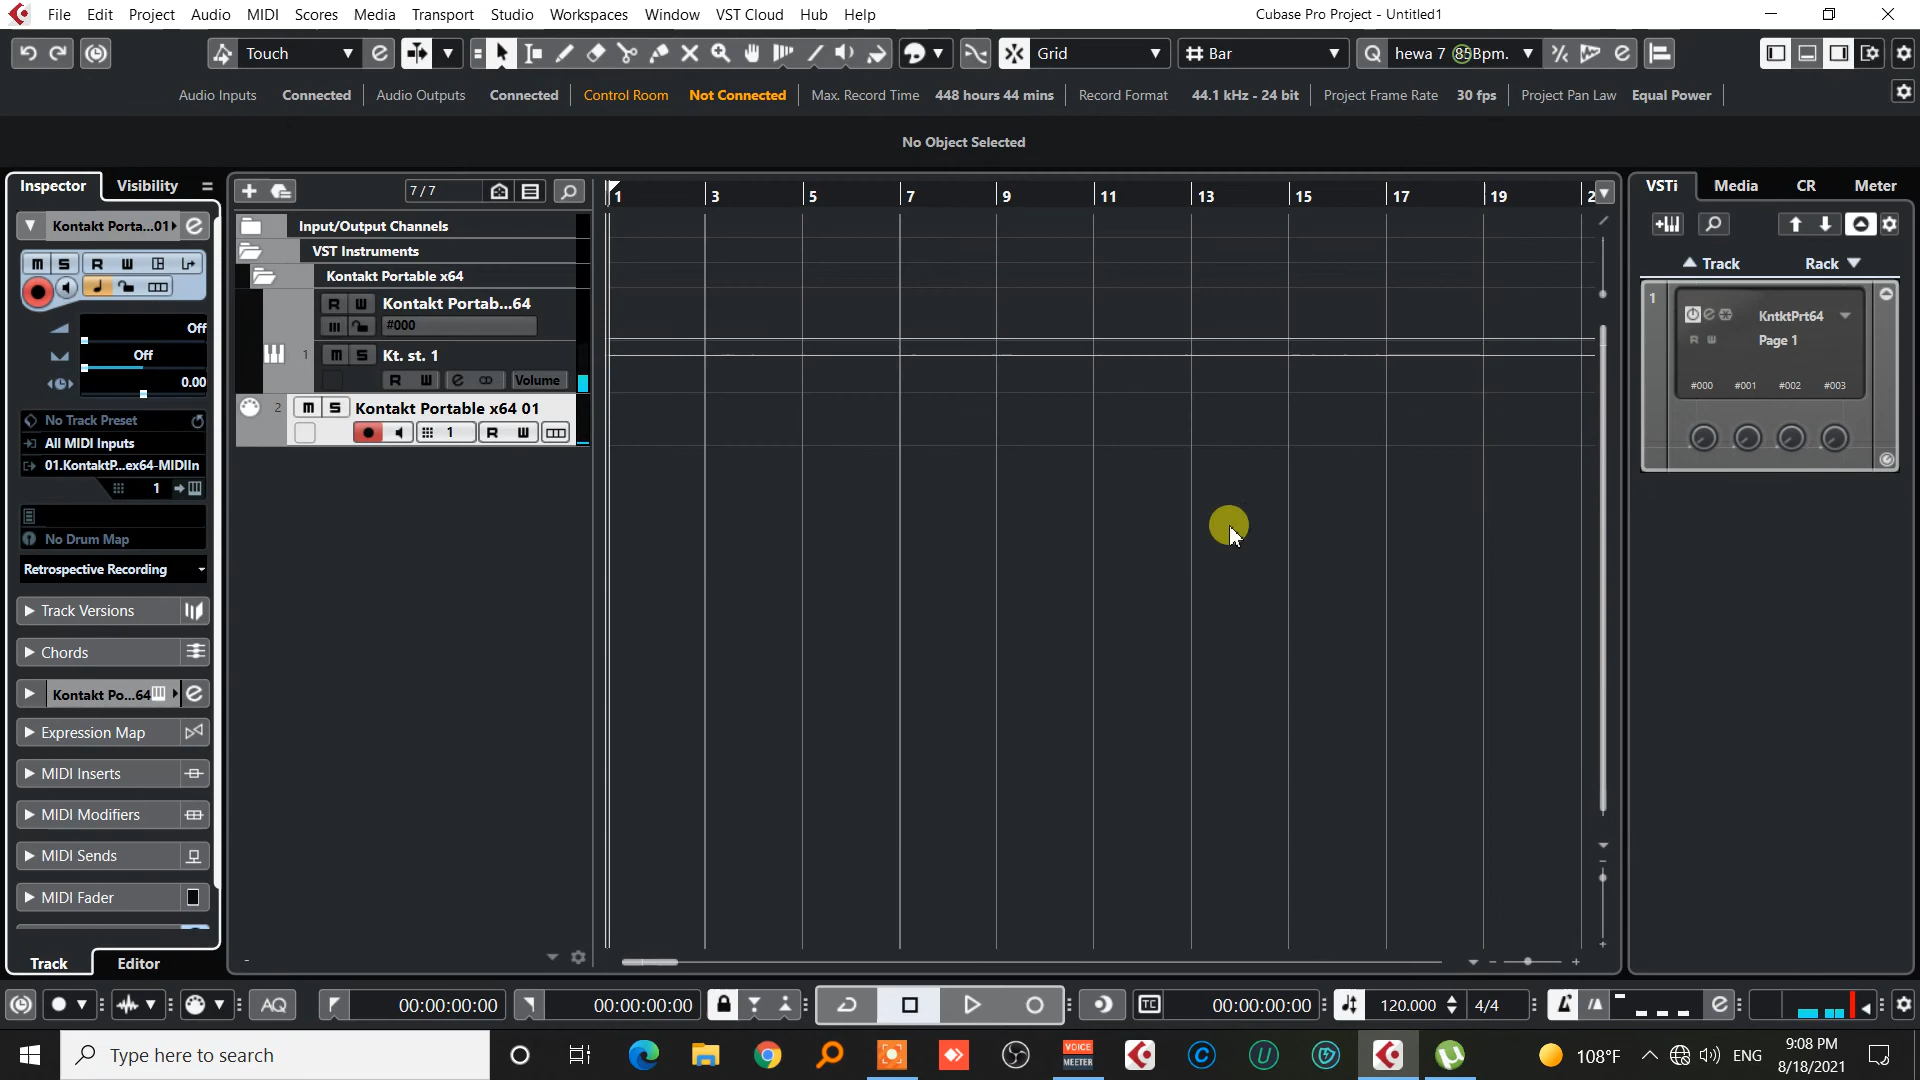 File Edit Project Audio MIDI Scores Media Transport Studio Workspaces Window VST Cloud Hub Help
Cubase Pro Project - Untitled1
Touch
Grid
Bar
Q hewa 7 85Bpm.
Audio Inputs Connected Audio Outputs Connected Control Room Not Connected Max. Record Time 448 hours 44 mins Record Format 44.1 kHz - 24 bit Project Frame Rate 30 fps Project Pan Law Equal Power
No Object Selected
Inspector Visibility
Kontakt Porta...01
M S R W
Off
Off
0.00
No Track Preset
All MIDI Inputs
01.KontaktP...ex64-MIDIIn
1
No Drum Map
Retrospective Recording
Track Versions
Chords
Kontakt Po...64
Expression Map
MIDI Inserts
MIDI Modifiers
MIDI Sends
MIDI Fader
Track Editor
7 / 7
Input/Output Channels
VST Instruments
Kontakt Portable x64
R W Kontakt Portab...64
#000
1 M S Kt. st. 1
R W Volume
2 M S Kontakt Portable x64 01
1 R W
1 3 5 7 9 11 13 15 17 19 2
VSTi Media CR Meter
Track Rack
1
KntktPrt64
R W Page 1
#000 #001 #002 #003
AQ 00:00:00:00 00:00:00:00 TC 00:00:00:00 120.000 4/4
Type here to search
VOICE
MEETER
108°F ENG
9:08 PM
8/18/2021